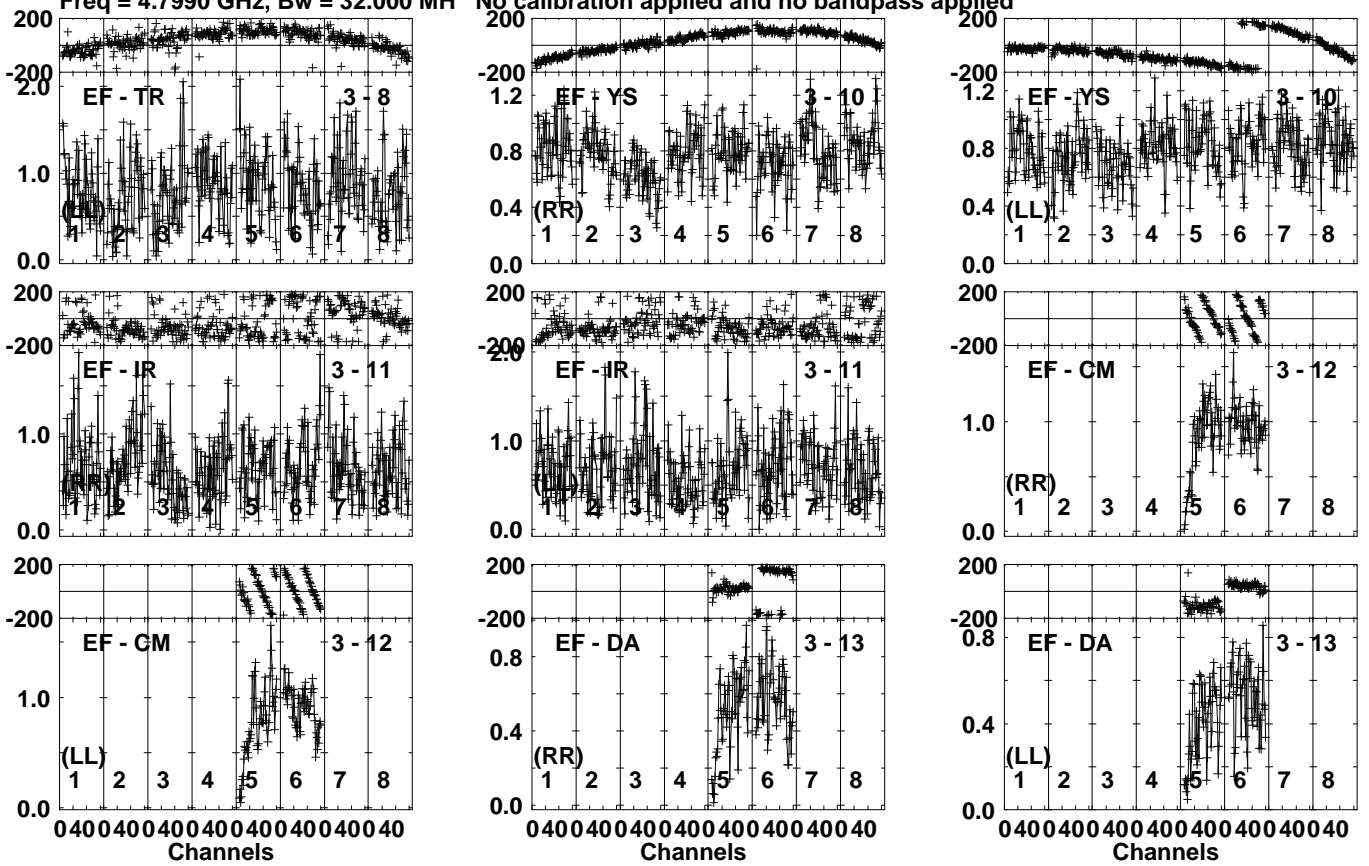 Freq = 4.7990 GHz, Bw = 32.000 MH No calibration applied and no bandpass applied
200
-200
2.0
1.0
0.0
EF - TR 3 - 8
(LL)
1 2 3 4 5 6 7 8
200
-200
1.2
0.8
0.4
0.0
EF - YS 3 - 10
(RR)
1 2 3 4 5 6 7 8
200
-200
1.2
0.8
0.4
0.0
EF - YS 3 - 10
(LL)
1 2 3 4 5 6 7 8
200
-200
1.0
0.0
EF - IR 3 - 11
(RR)
1 2 3 4 5 6 7 8
200
-200
2.0
1.0
0.0
EF - IR 3 - 11
(LL)
1 2 3 4 5 6 7 8
200
-200
1.0
0.0
EF - CM 3 - 12
(RR)
1 2 3 4 5 6 7 8
200
-200
1.0
0.0
EF - CM 3 - 12
(LL)
1 2 3 4 5 6 7 8
0 40 0 40 0 40 0 40 0 40 0 40 0 40 0 40
Channels
200
-200
0.8
0.4
0.0
EF - DA 3 - 13
(RR)
1 2 3 4 5 6 7 8
0 40 0 40 0 40 0 40 0 40 0 40 0 40 0 40
Channels
200
-200
0.8
0.4
0.0
EF - DA 3 - 13
(LL)
1 2 3 4 5 6 7 8
0 40 0 40 0 40 0 40 0 40 0 40 0 40 0 40
Channels